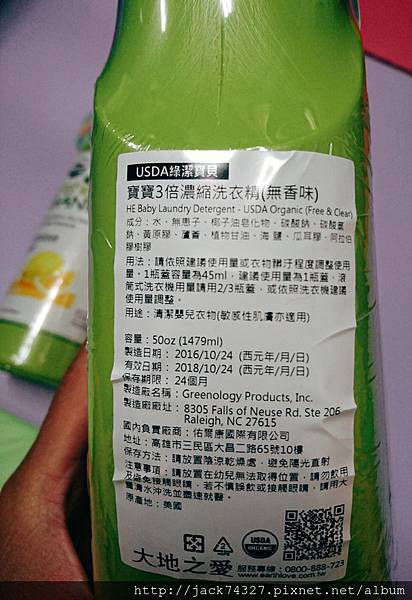 USDA綠潔寶貝
寶寶3倍濃縮洗衣精(無香味)
HE Baby Laundry Detergent - USDA Organic (Free & Clear)
成分：水、無患子、椰子油皂化物、碳酸鈉、碳酸氫
鈉、黃原膠、蘆薈、植物甘油、海鹽、瓜耳膠、阿拉伯
膠樹膠
用法：請依照建議使用量或衣物髒汙程度調整使用
量，1瓶蓋容量為45ml，建議使用量為1瓶蓋，滾
筒式洗衣機用量請用2/3瓶蓋，或依照洗衣機建議
使用量調整
用途：清潔嬰兒衣物(敏感性肌膚亦適用)
容量：50oz (1479ml)
製造日期：2016/10/24 (西元年/月/日)
有效日期：2018/10/24 (西元年/月/日)
保存期限：24個月
製造廠名稱：Greenology Products, Inc.
製造廠廠址：8305 Falls of Neuse Rd. Ste 206
Raleigh, NC 27615
國內負責廠商：佑爾康國際有限公司
地址：高雄市三民區大昌二路65號10樓
保存方法：請放置陰涼乾燥處，避免陽光直射
注意事項：請放置在幼兒無法取得位置，請勿飲用
及避免接觸眼睛，若不慎誤飲或接觸眼睛，請用大
量清水沖洗並盡速就醫。
原產地：美國
USDA
ORGANIC
大地之愛
服務專線：0800-888-723
www.earthlove.com.tw
http://jack74327.pixnet.net/album